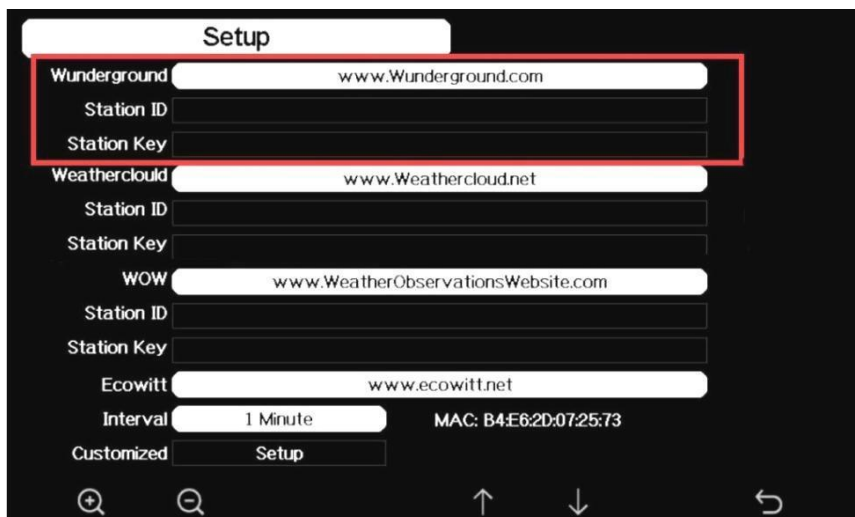 Setup
Wunderground www.Wunderground.com
Station ID
Station Key
Weatherclould www.Weathercloud.net
Station ID
Station Key
WOW www.WeatherObservationsWebsite.com
Station ID
Station Key
Ecowitt www.ecowitt.net
Interval 1 Minute MAC: B4:E6:2D:07:25:73
Customized Setup